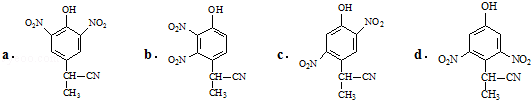 a. OH NO₂ NO₂ CH—CN CH₃
b. OH NO₂ NO₂ CH—CN CH₃
c. OH NO₂ NO₂ CH—CN CH₃
d. OH NO₂ NO₂ CH—CN CH₃